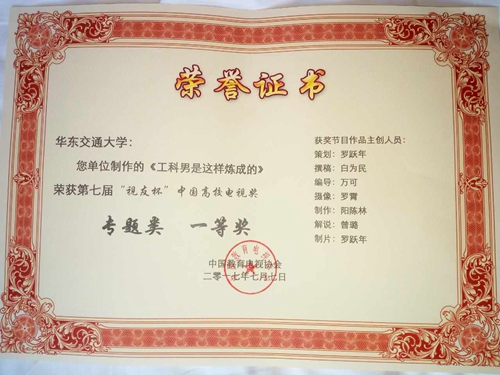 荣誉证书
华东交通大学：
您单位制作的《工科男是这样炼成的》
荣获第七届“视友杯”中国高校电视奖
专题类 一等奖
中国教育电视协会
二零一七年七月七日
获奖节目作品主创人员：
策划：罗跃年
撰稿：白为民
编导：万可
摄像：罗霄
制作：阳陈林
解说：曾璐
制片：罗跃年